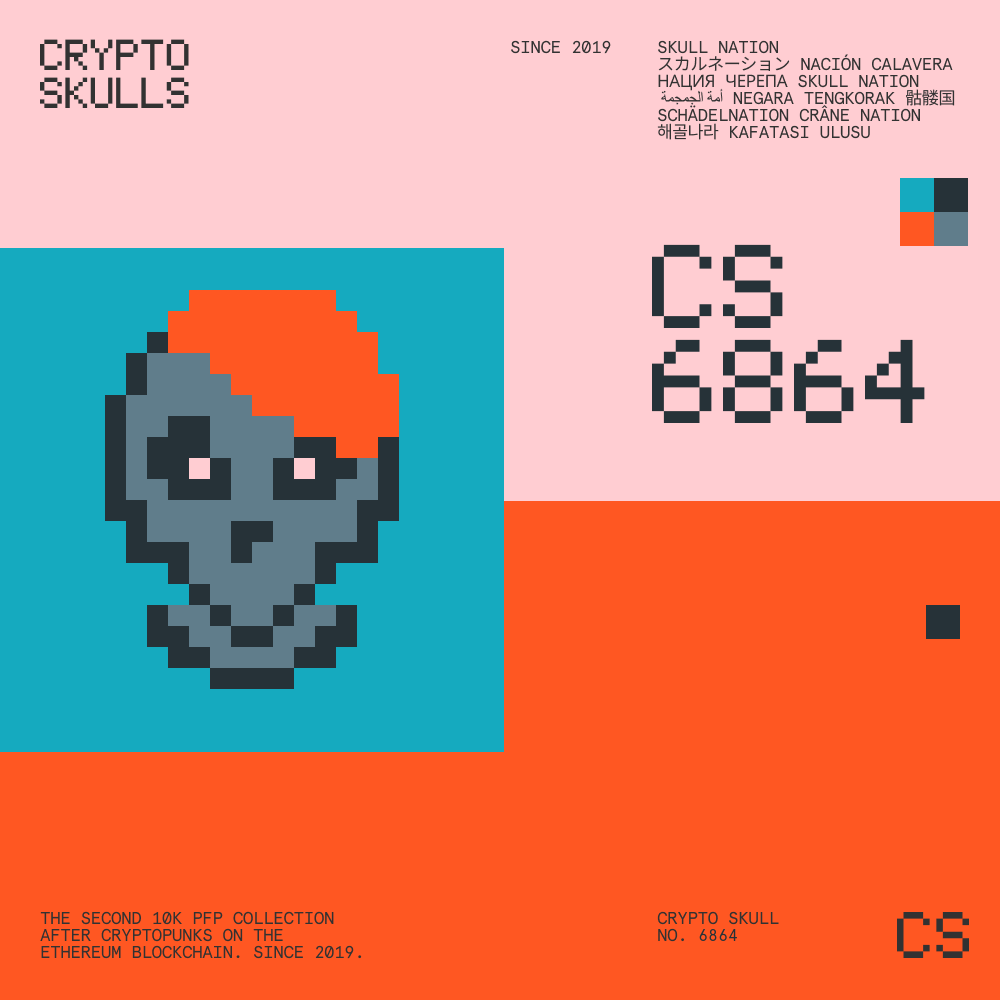 CRYPTO
SKULLS
SINCE 2019
SKULL NATION
スカルネーション NACIÓN CALAVERA
НАЦИЯ ЧЕРЕПА SKULL NATION
أمة الجمجمة NEGARA TENGKORAK 骷髅国
SCHÄDELNATION CRÂNE NATION
해골나라 KAFATASI ULUSU
CS
6864
THE SECOND 10K PFP COLLECTION
AFTER CRYPTOPUNKS ON THE
ETHEREUM BLOCKCHAIN. SINCE 2019.
CRYPTO SKULL
NO. 6864
CS